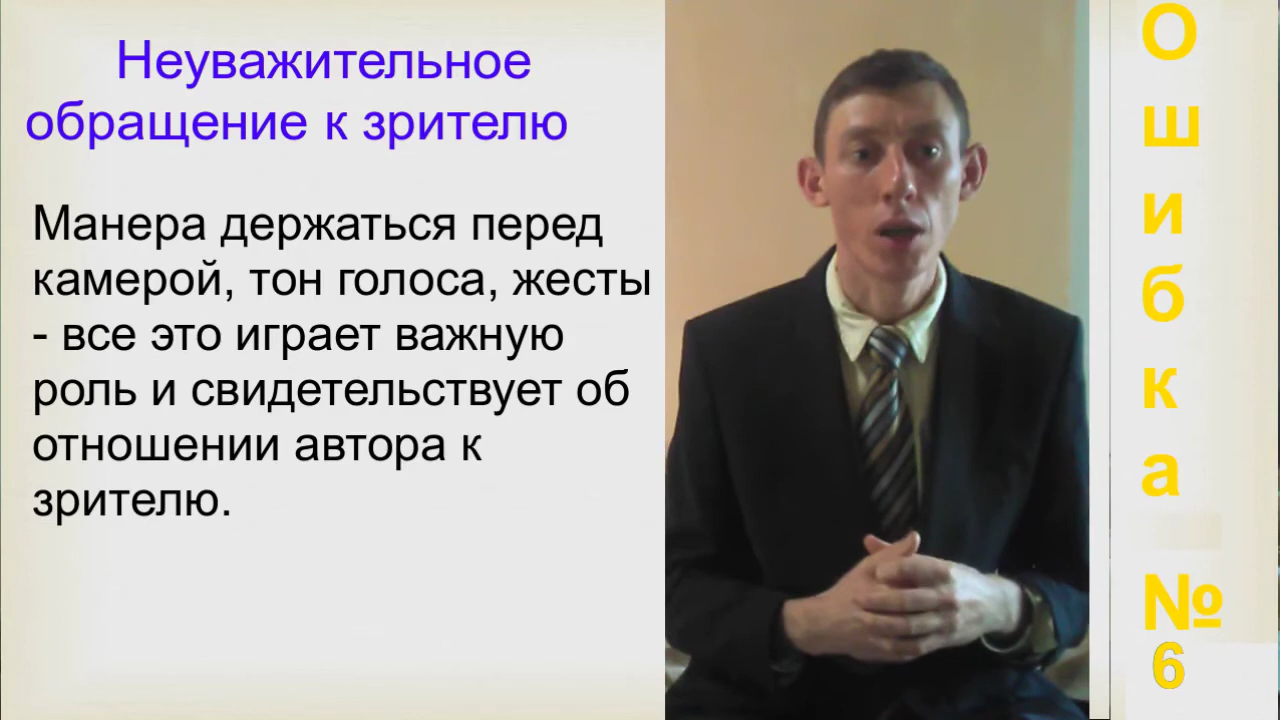 Неуважительное
обращение к зрителю
Манера держаться перед
камерой, тон голоса, жесты
- все это играет важную
роль и свидетельствует об
отношении автора к
зрителю.
Ошибка
№
6